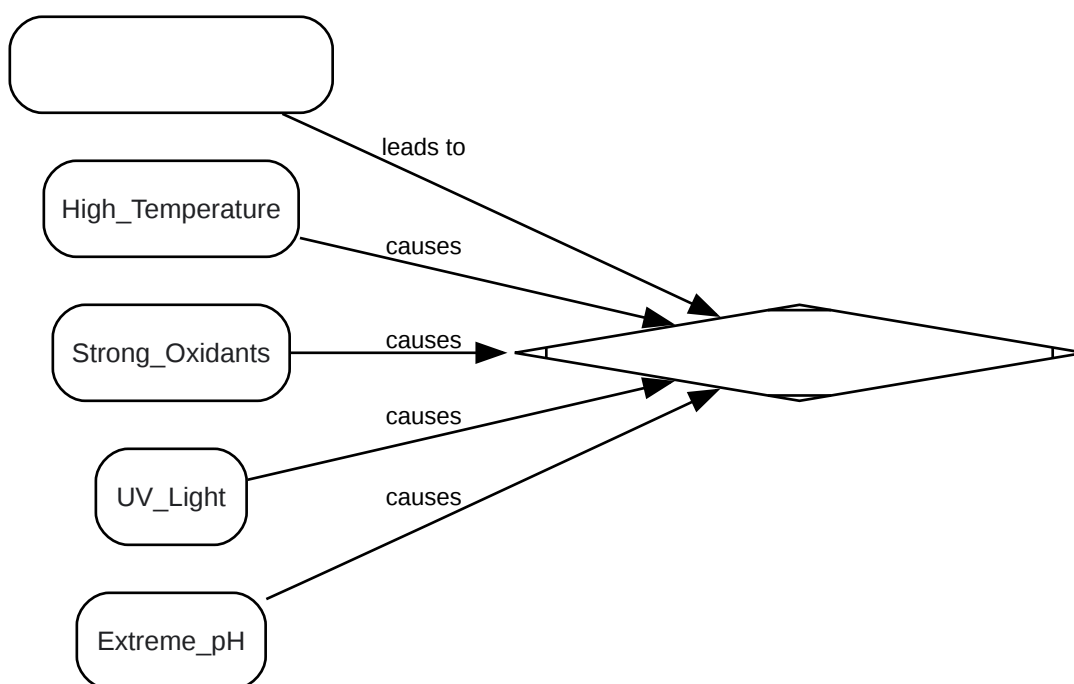 leads to
High_Temperature
causes
Strong_Oxidants
causes
causes
UV_Light
causes
Extreme_pH